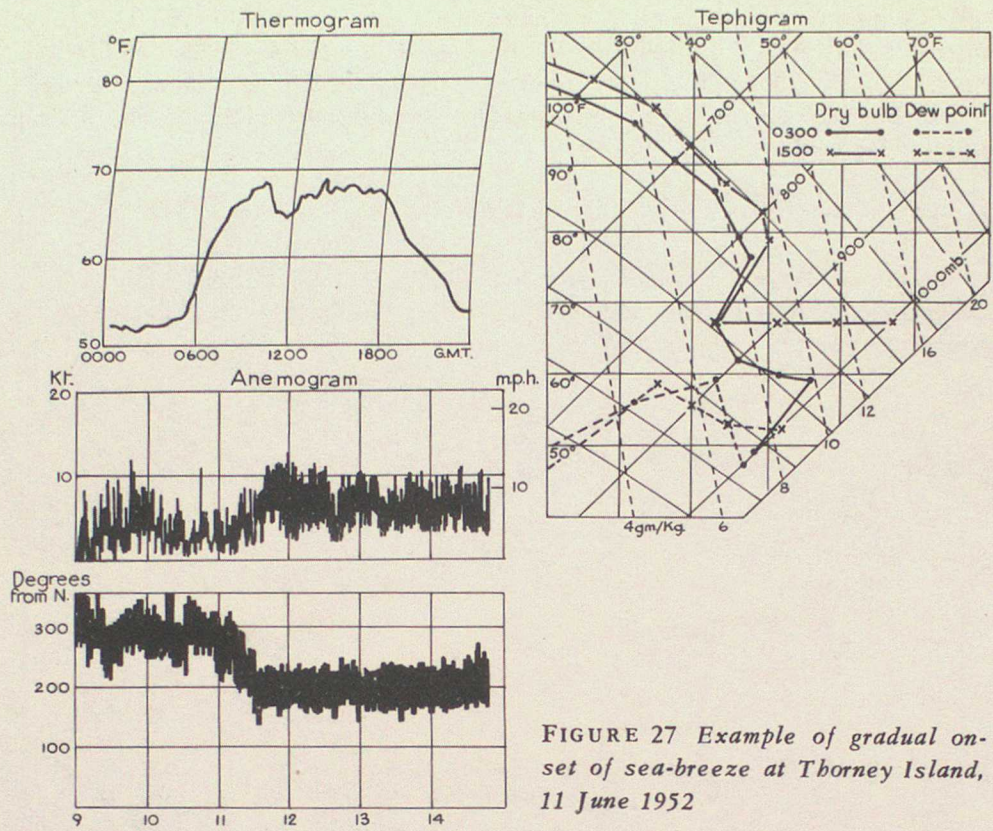 Thermogram
°F.
80
70
60
50
0000 0600 1200 1800 G.M.T.
Kt. Anemogram m.p.h.
20
20
10
10
Degrees
from N.
300
200
100
9 10 11 12 13 14
Tephigram
30° 40° 50° 60° 70°F.
100°F
90°
80°
70°
60°
50°
700
800
900
1000mb
Dry bulb Dew point
0300
1500
20
16
12
10
8
4gm/Kg. 6
FIGURE 27 Example of gradual on-
set of sea-breeze at Thorney Island,
11 June 1952